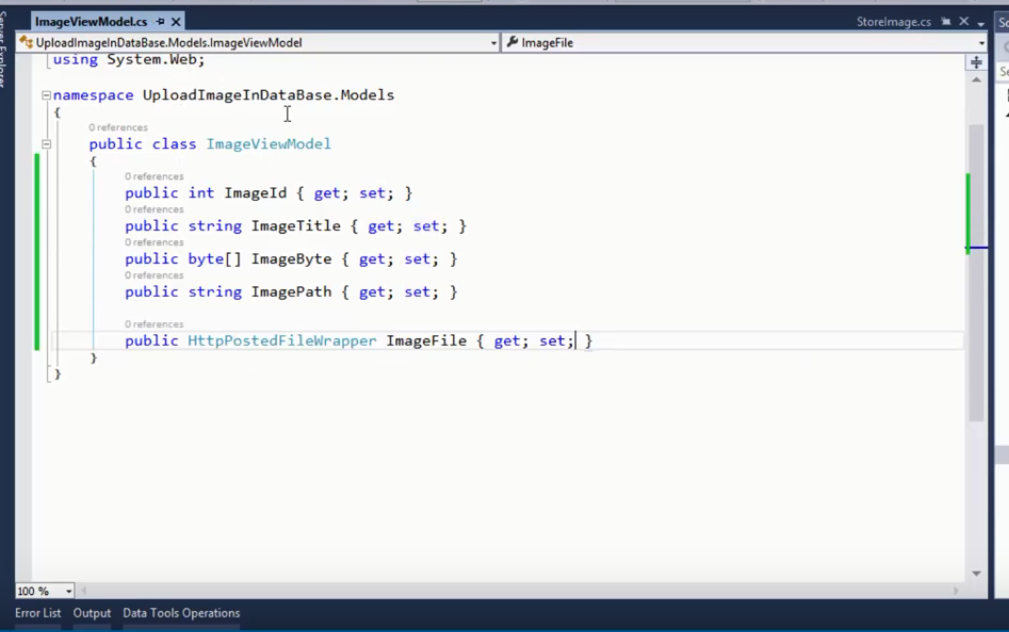 ImageViewModel.cs
StoreImage.cs
Server Explorer
UploadImageInDataBase.Models.ImageViewModel
ImageFile
using System.Web;
namespace UploadImageInDataBase.Models
{
0 references
public class ImageViewModel
{
0 references
public int ImageId { get; set; }
0 references
public string ImageTitle { get; set; }
0 references
public byte[] ImageByte { get; set; }
0 references
public string ImagePath { get; set; }
0 references
public HttpPostedFileWrapper ImageFile { get; set; }
}
}
100 %
Error List Output Data Tools Operations